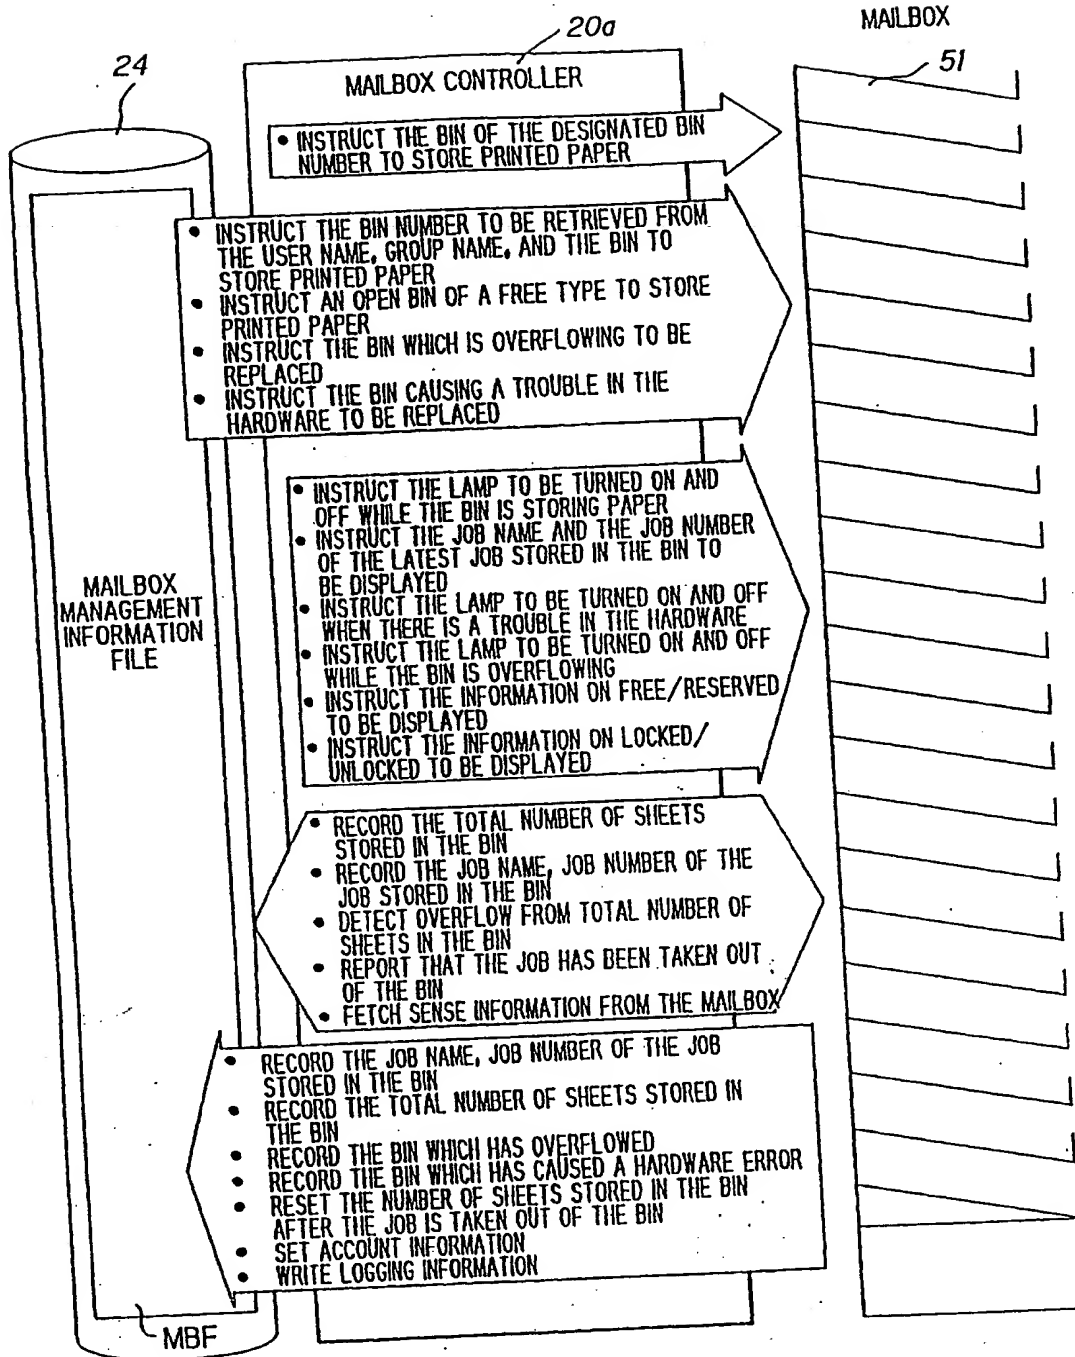 MAILBOX
20a
24
51
MAILBOX CONTROLLER
• INSTRUCT THE BIN OF THE DESIGNATED BIN
NUMBER TO STORE PRINTED PAPER
• INSTRUCT THE BIN NUMBER TO BE RETRIEVED FROM
THE USER NAME, GROUP NAME, AND THE BIN TO
STORE PRINTED PAPER
• INSTRUCT AN OPEN BIN OF A FREE TYPE TO STORE
PRINTED PAPER
• INSTRUCT THE BIN WHICH IS OVERFLOWING TO BE
REPLACED
• INSTRUCT THE BIN CAUSING A TROUBLE IN THE
HARDWARE TO BE REPLACED
• INSTRUCT THE LAMP TO BE TURNED ON AND
OFF WHILE THE BIN IS STORING PAPER
• INSTRUCT THE JOB NAME AND THE JOB NUMBER
OF THE LATEST JOB STORED IN THE BIN TO
BE DISPLAYED
• INSTRUCT THE LAMP TO BE TURNED ON AND OFF
WHEN THERE IS A TROUBLE IN THE HARDWARE
• INSTRUCT THE LAMP TO BE TURNED ON AND OFF
WHILE THE BIN IS OVERFLOWING
• INSTRUCT THE INFORMATION ON FREE/RESERVED
TO BE DISPLAYED
• INSTRUCT THE INFORMATION ON LOCKED/
UNLOCKED TO BE DISPLAYED
MAILBOX
MANAGEMENT
INFORMATION
FILE
• RECORD THE TOTAL NUMBER OF SHEETS
STORED IN THE BIN
• RECORD THE JOB NAME, JOB NUMBER OF THE
JOB STORED IN THE BIN
• DETECT OVERFLOW FROM TOTAL NUMBER OF
SHEETS IN THE BIN
• REPORT THAT THE JOB HAS BEEN TAKEN OUT
OF THE BIN
• FETCH SENSE INFORMATION FROM THE MAILBOX
• RECORD THE JOB NAME, JOB NUMBER OF THE JOB
STORED IN THE BIN
• RECORD THE TOTAL NUMBER OF SHEETS STORED IN
THE BIN
• RECORD THE BIN WHICH HAS OVERFLOWED
• RECORD THE BIN WHICH HAS CAUSED A HARDWARE ERROR
• RESET THE NUMBER OF SHEETS STORED IN THE BIN
AFTER THE JOB IS TAKEN OUT OF THE BIN
• SET ACCOUNT INFORMATION
• WRITE LOGGING INFORMATION
MBF